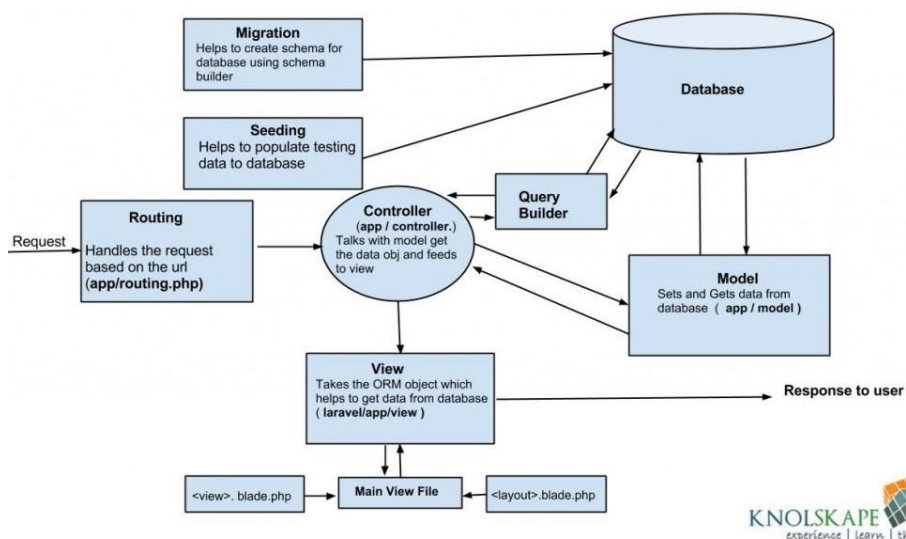 Migration
Helps to create schema for
database using schema
builder
Database
Seeding
Helps to populate testing
data to database
Query
Builder
Controller
(app / controller.)
Talks with model get
the data obj and feeds
to view
Routing
Handles the request
based on the url
(app/routing.php)
Request
Model
Sets and Gets data from
database ( app / model )
View
Takes the ORM object which
helps to get data from database
( laravel/app/view )
Response to user
<view>. blade.php
Main View File
<layout>.blade.php
KNOLSKAPE
experience | learn |